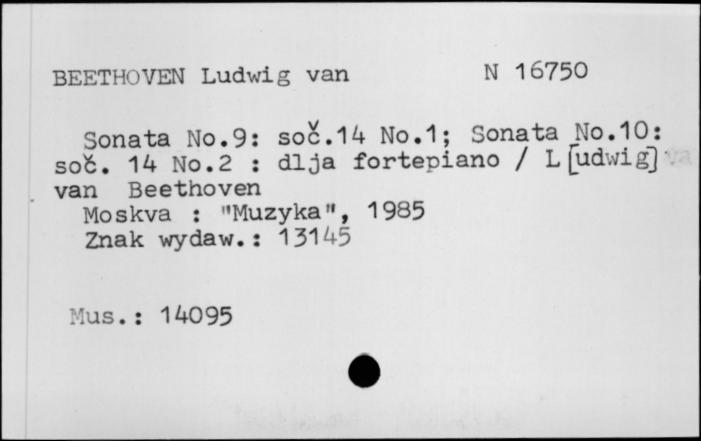 BEETHOVEN Ludwig van N 16750
Sonata No.9: soč.14 No.1; Sonata No.10:
soč. 14 No.2 : dlja fortepiano / L[udwig] va
van Beethoven
Moskva : "Muzyka", 1985
Znak wydaw.: 13145
Mus.: 14095